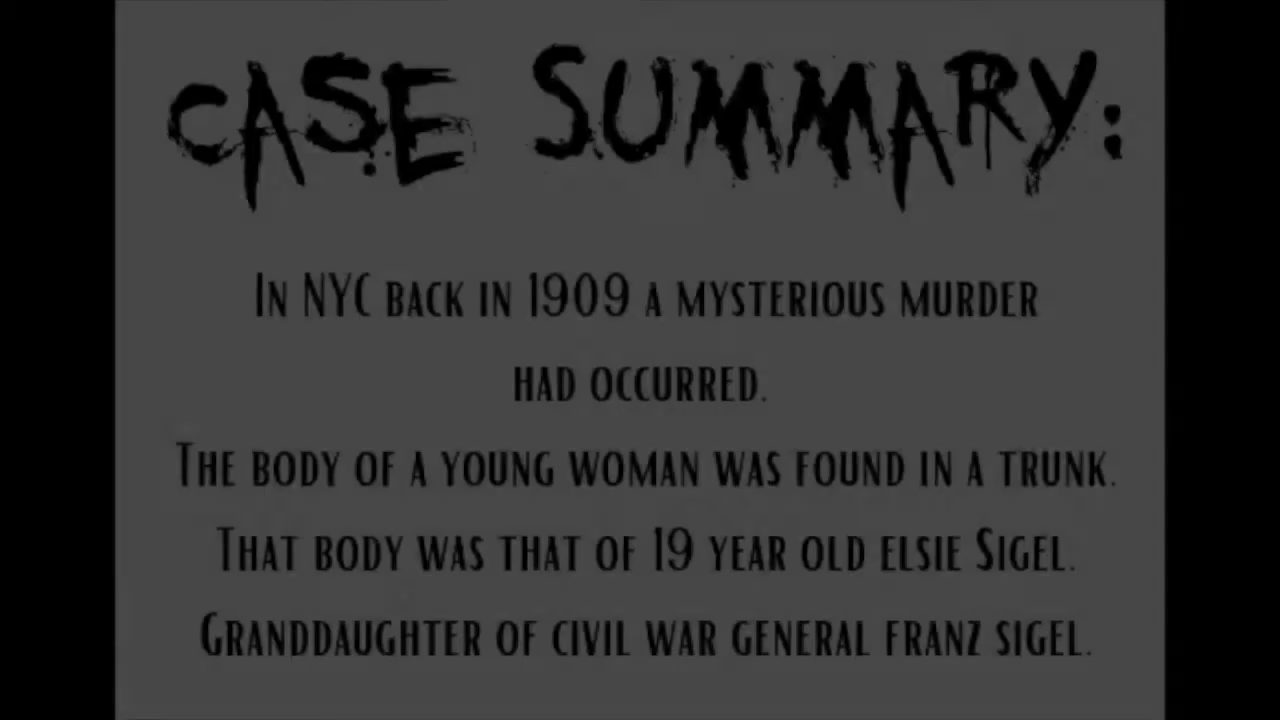 CASE SUMMARY:
In NYC back in 1909 a mysterious murder
had occurred.
The body of a young woman was found in a trunk.
That body was that of 19 year old elsie Sigel.
Granddaughter of civil war general franz sigel.